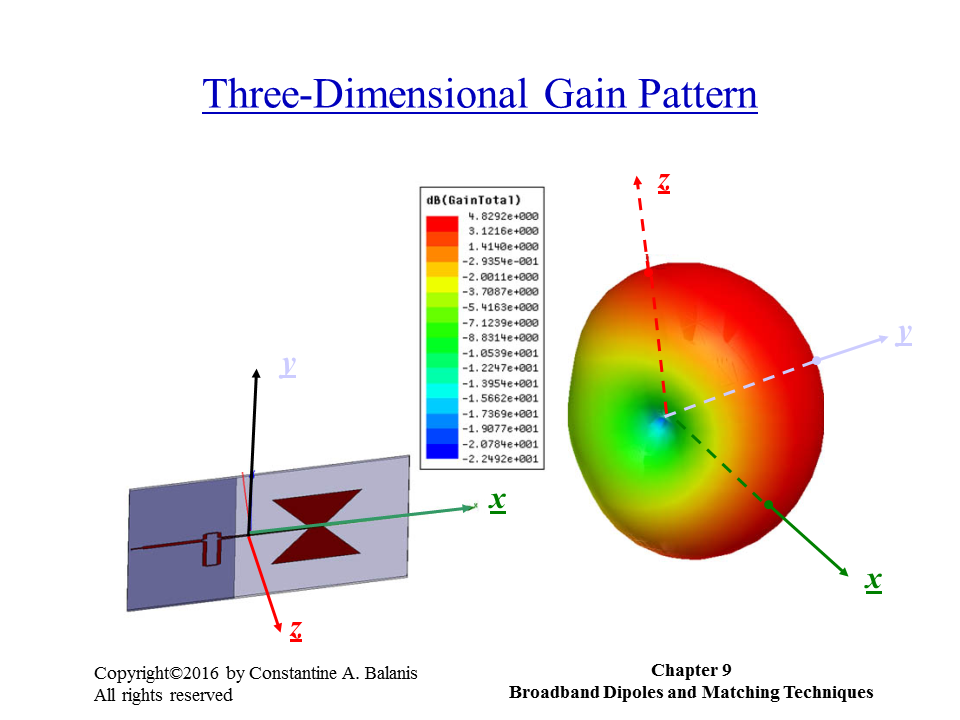 Three-Dimensional Gain Pattern
z
dB(GainTotal)
4.8292e+000
3.1216e+000
1.4140e+000
-2.9354e-001
-2.0011e+000
-3.7087e+000
-5.4163e+000
-7.1239e+000
-8.8314e+000
-1.0539e+001
-1.2247e+001
-1.3954e+001
-1.5662e+001
-1.7369e+001
-1.9077e+001
-2.0784e+001
-2.2492e+001
y
y
x
x
z
Copyright©2016 by Constantine A. Balanis
All rights reserved
Chapter 9
Broadband Dipoles and Matching Techniques